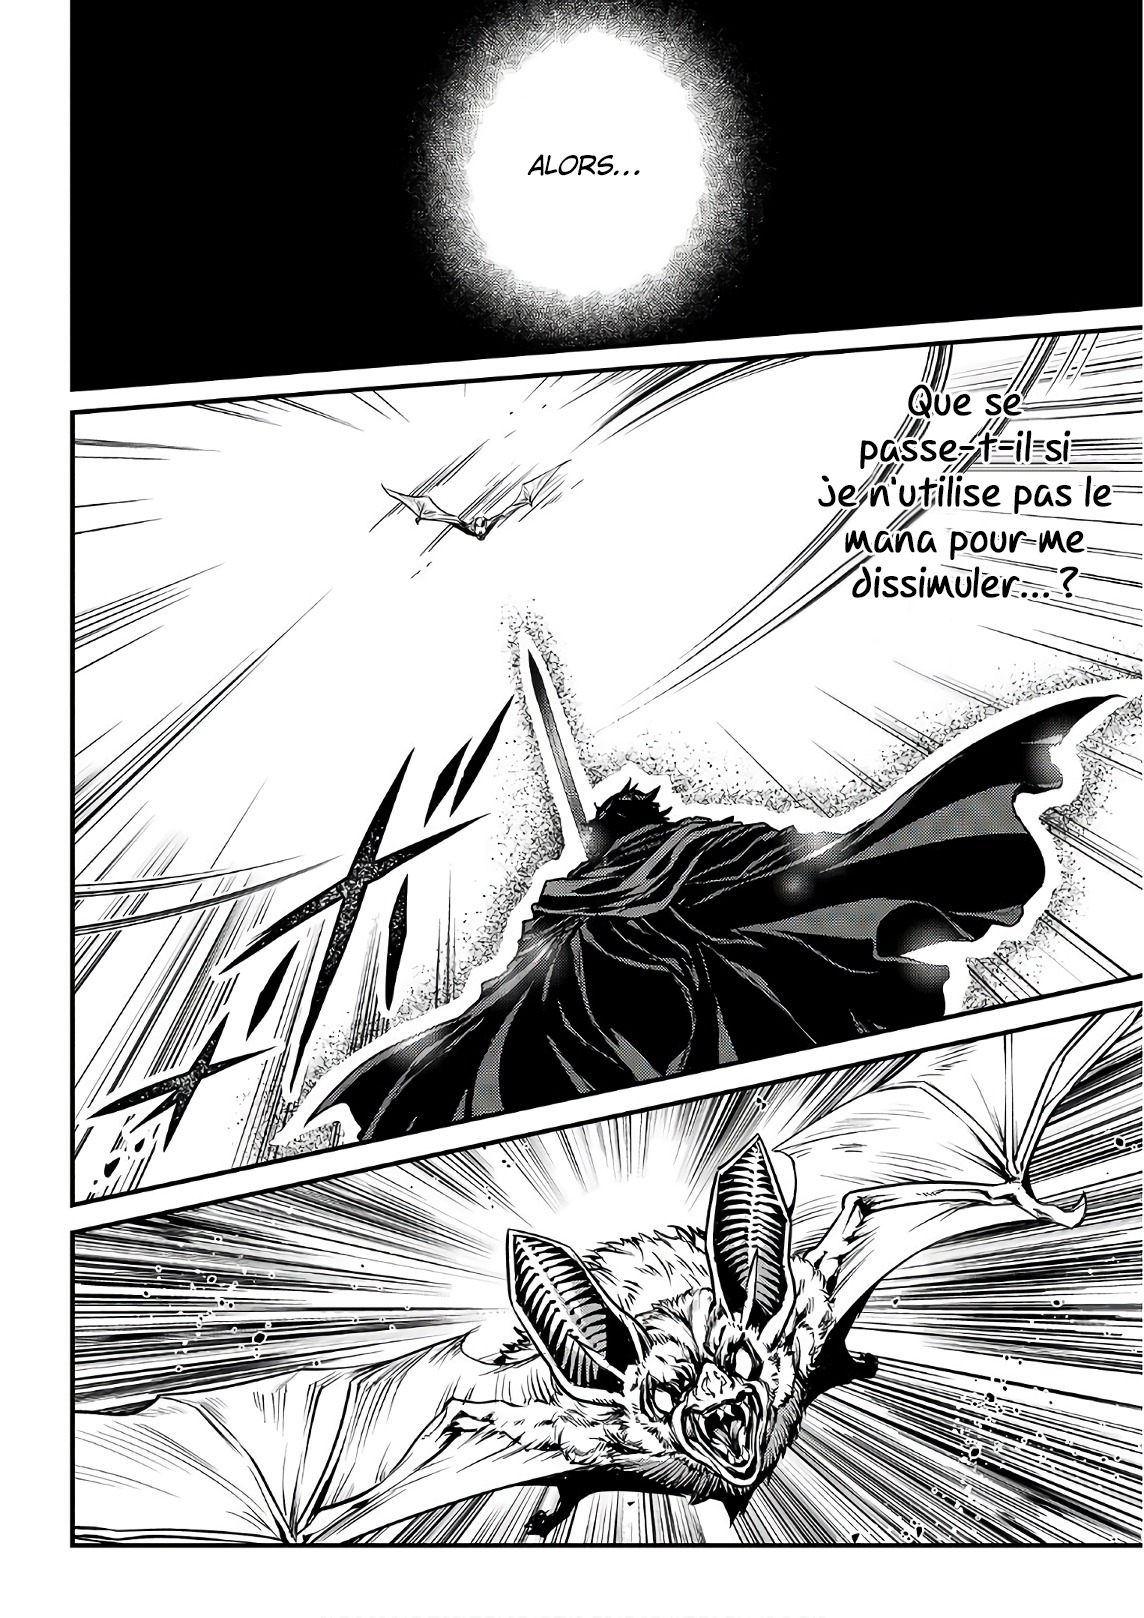 ALORS...
Que se
passe-t-il si
je n'utilise pas le
mana pour me
dissimuler... ?